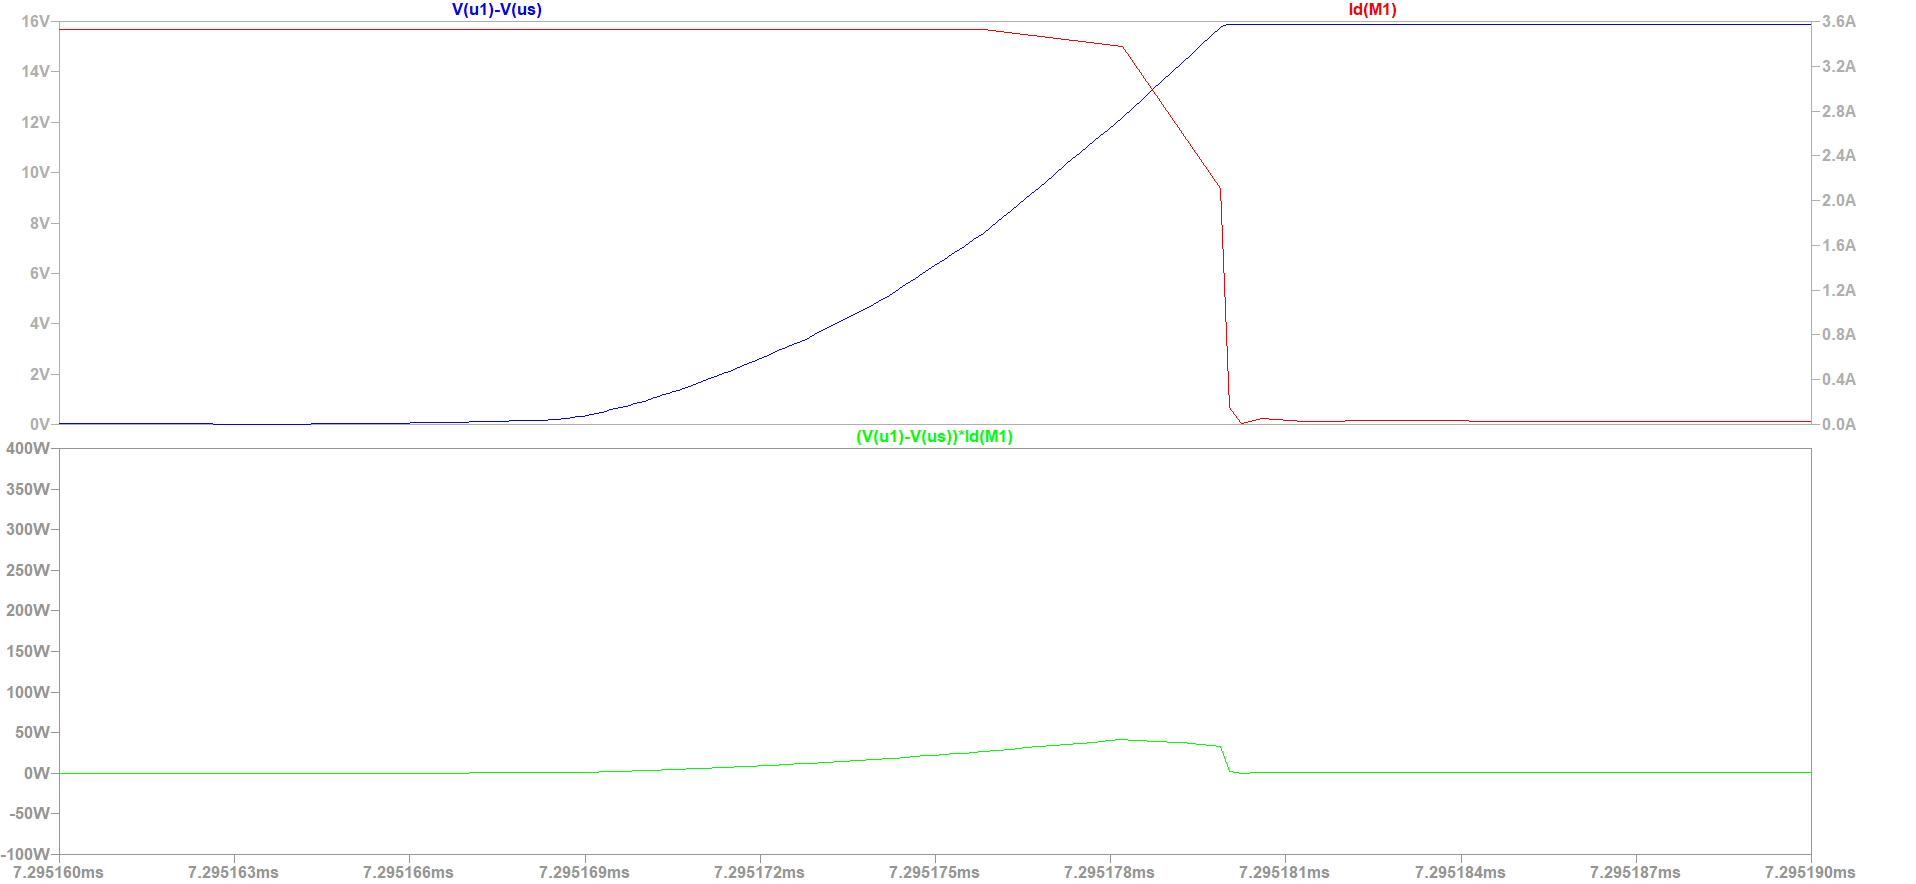 V(u1)-V(us) Id(M1)
16V 3.6A
14V 3.2A
12V 2.8A
10V 2.4A
8V 2.0A
6V 1.6A
4V 1.2A
2V 0.8A
0V 0.4A
0.0A
(V(u1)-V(us))*Id(M1)
400W
350W
300W
250W
200W
150W
100W
50W
0W
-50W
-100W
7.295160ms 7.295163ms 7.295166ms 7.295169ms 7.295172ms 7.295175ms 7.295178ms 7.295181ms 7.295184ms 7.295187ms 7.295190ms